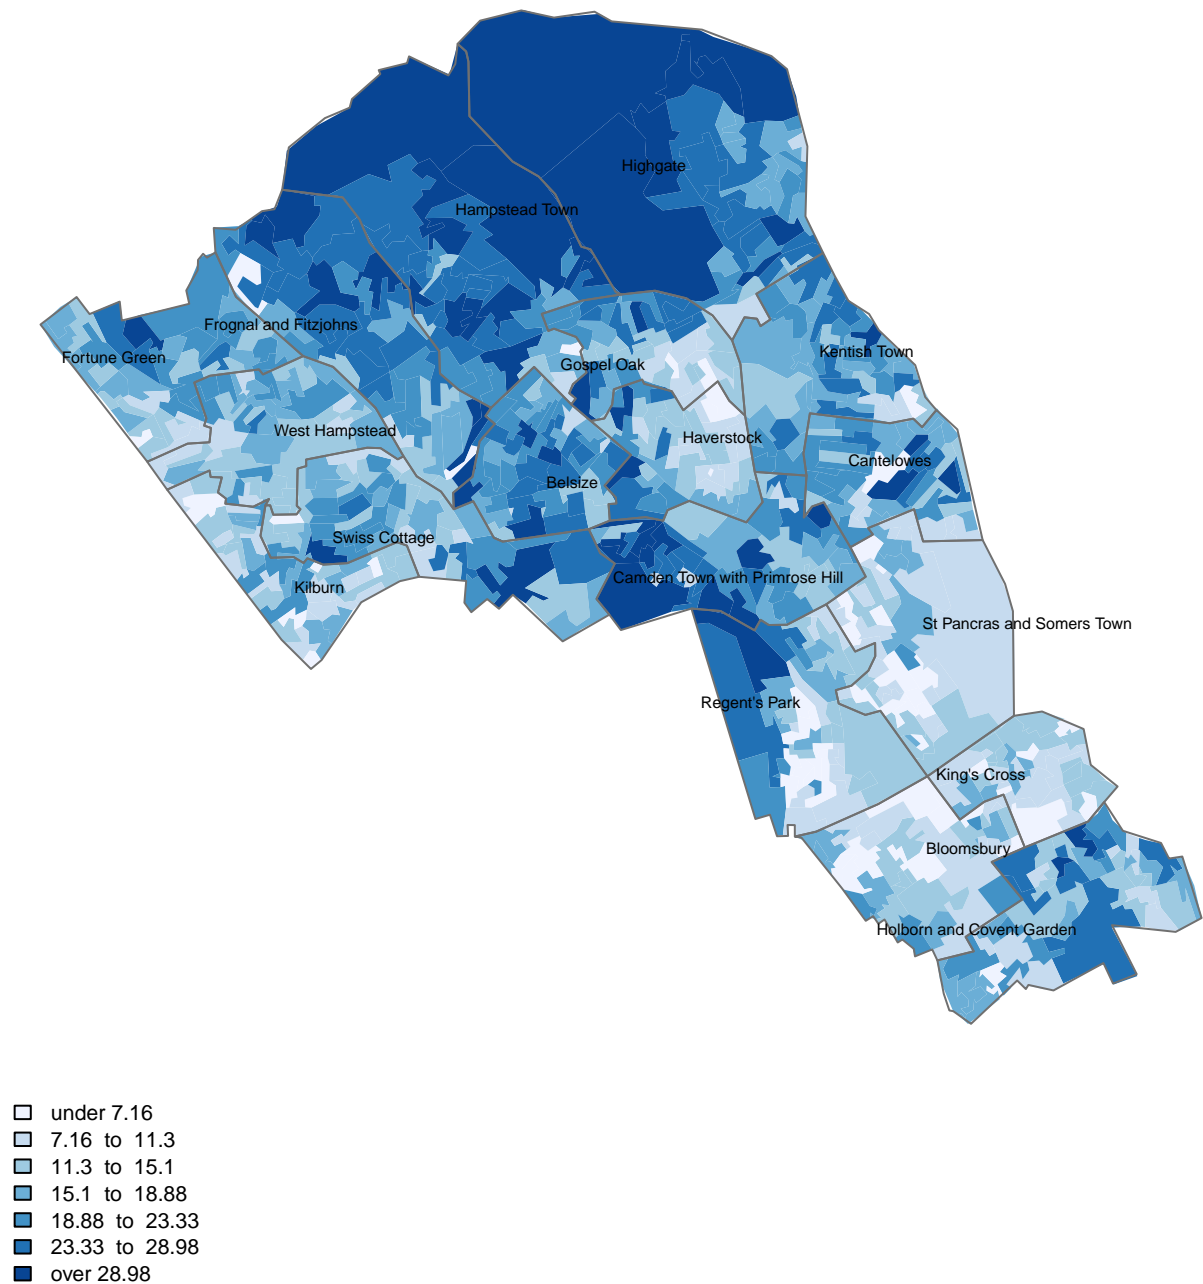 Highgate
Hampstead Town
Frognal and Fitzjohns
Fortune Green
Kentish Town
Gospel Oak
West Hampstead
Haverstock
Cantelowes
Belsize
Swiss Cottage
Camden Town with Primrose Hill
Kilburn
St Pancras and Somers Town
Regent's Park
King's Cross
Bloomsbury
Holborn and Covent Garden
under 7.16
7.16 to 11.3
11.3 to 15.1
15.1 to 18.88
18.88 to 23.33
23.33 to 28.98
over 28.98